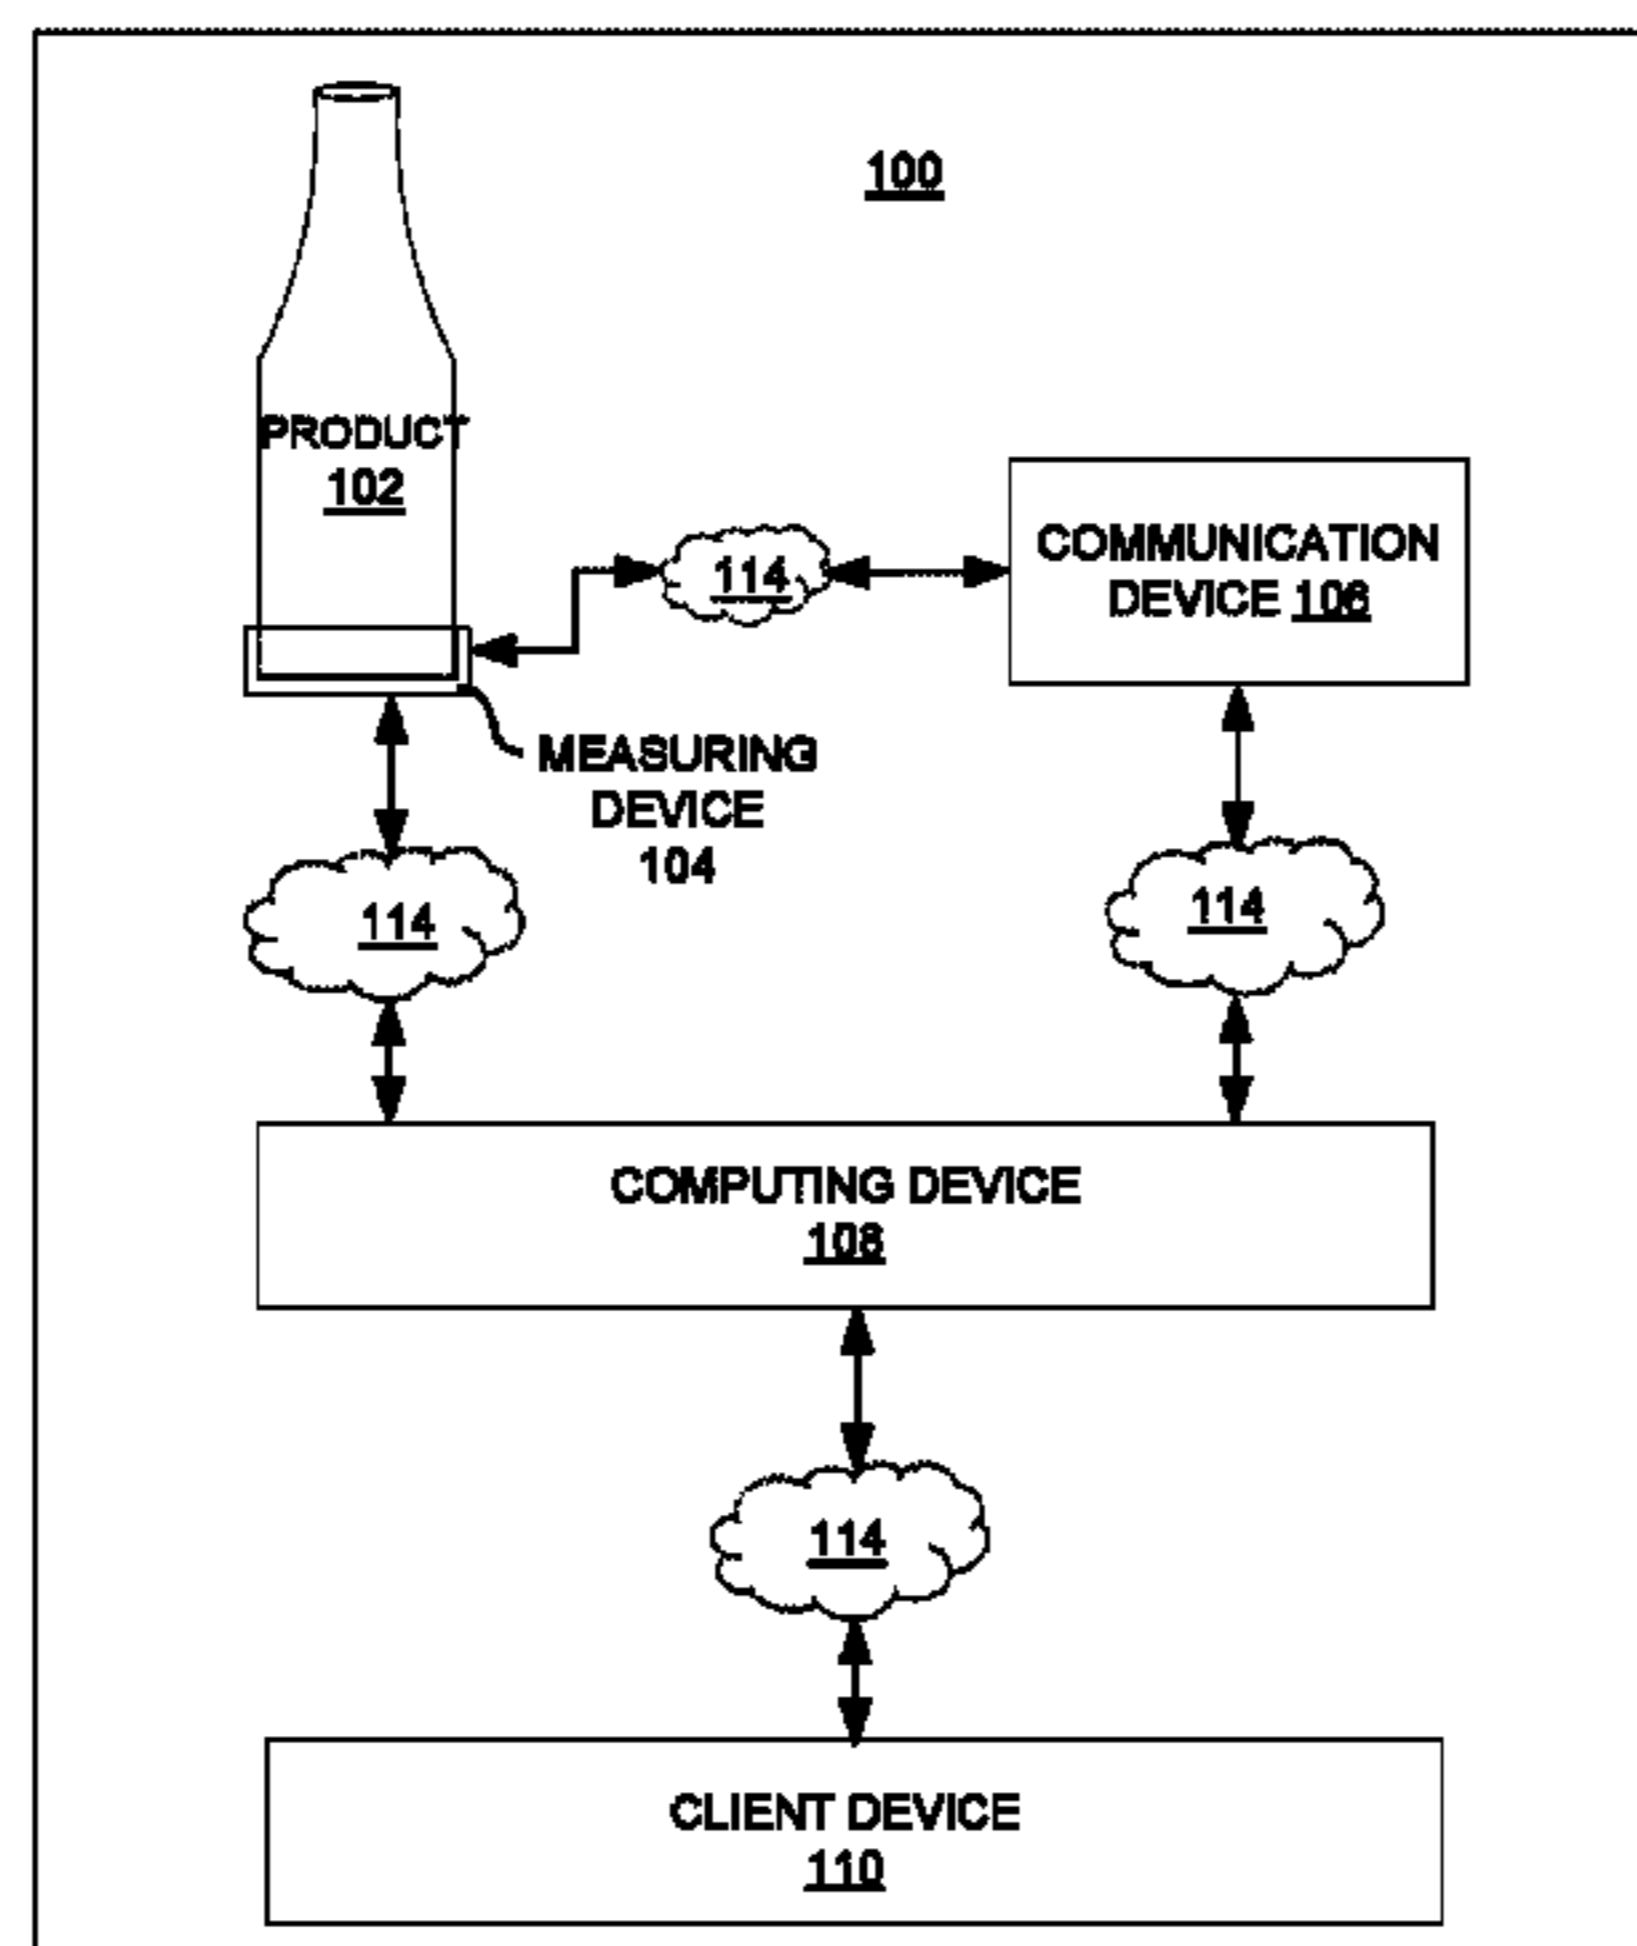 100
PRODUCT
102
114
COMMUNICATION
DEVICE 106
MEASURING
DEVICE
104
114
114
COMPUTING DEVICE
108
114
CLIENT DEVICE
110